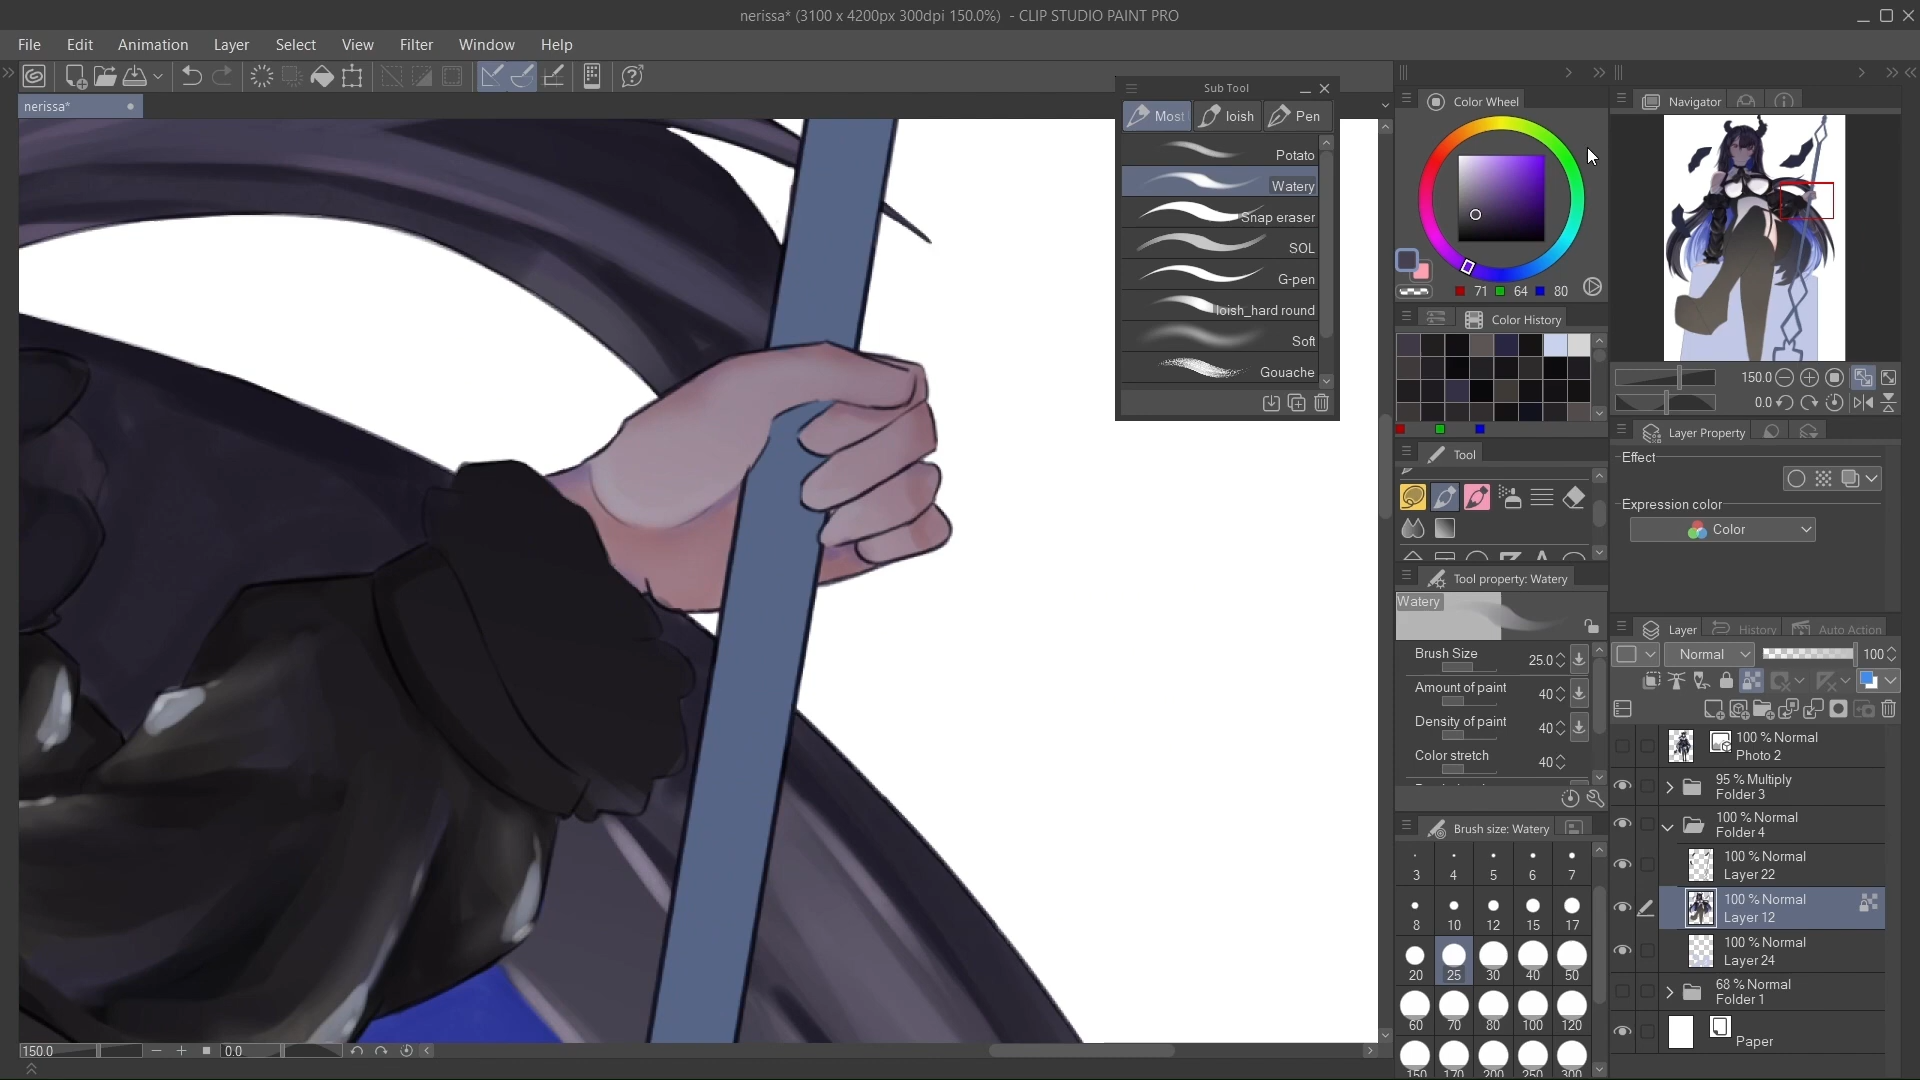 nerissa* (3100 x 4200px 300dpi 150.0%) - CLIP STUDIO PAINT PRO
File Edit Animation Layer Select View Filter Window Help
nerissa*
Sub Tool
Most loish Pen
Potato
Watery
Snap eraser
SOL
G-pen
loish_hard round
Soft
Gouache
Color Wheel
71 64 80
Color History
Tool
Tool property: Watery
Watery
Brush Size 25.0
Amount of paint 40
Density of paint 40
Color stretch 40
Brush size: Watery
3 4 5 6 7
8 10 12 15 17
20 25 30 40 50
60 70 80 100 120
150 170 200 250 300
Navigator
150.0
0.0
Layer Property
Effect
Expression color
Color
Layer History Auto Action
Normal 100
100 % Normal
Photo 2
95 % Multiply
Folder 3
100 % Normal
Folder 4
100 % Normal
Layer 22
100 % Normal
Layer 12
100 % Normal
Layer 24
68 % Normal
Folder 1
Paper
150.0 0.0